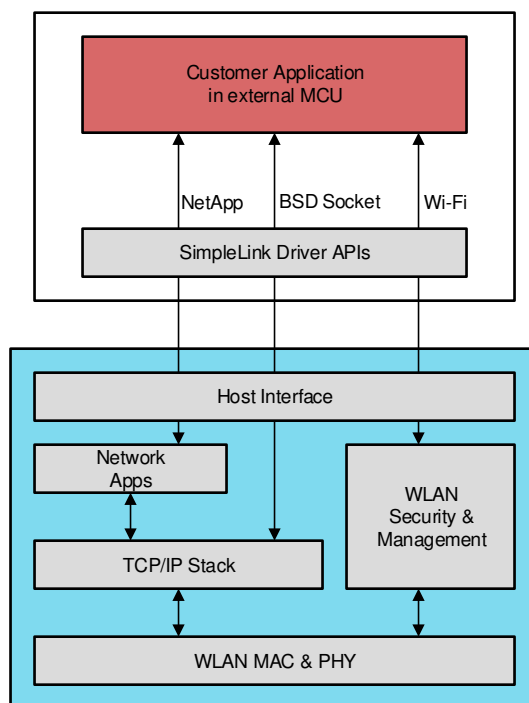 Customer Application
in external MCU
NetApp
BSD Socket
Wi-Fi
SimpleLink Driver APIs
Host Interface
Network
Apps
WLAN
Security &
Management
TCP/IP Stack
WLAN MAC & PHY